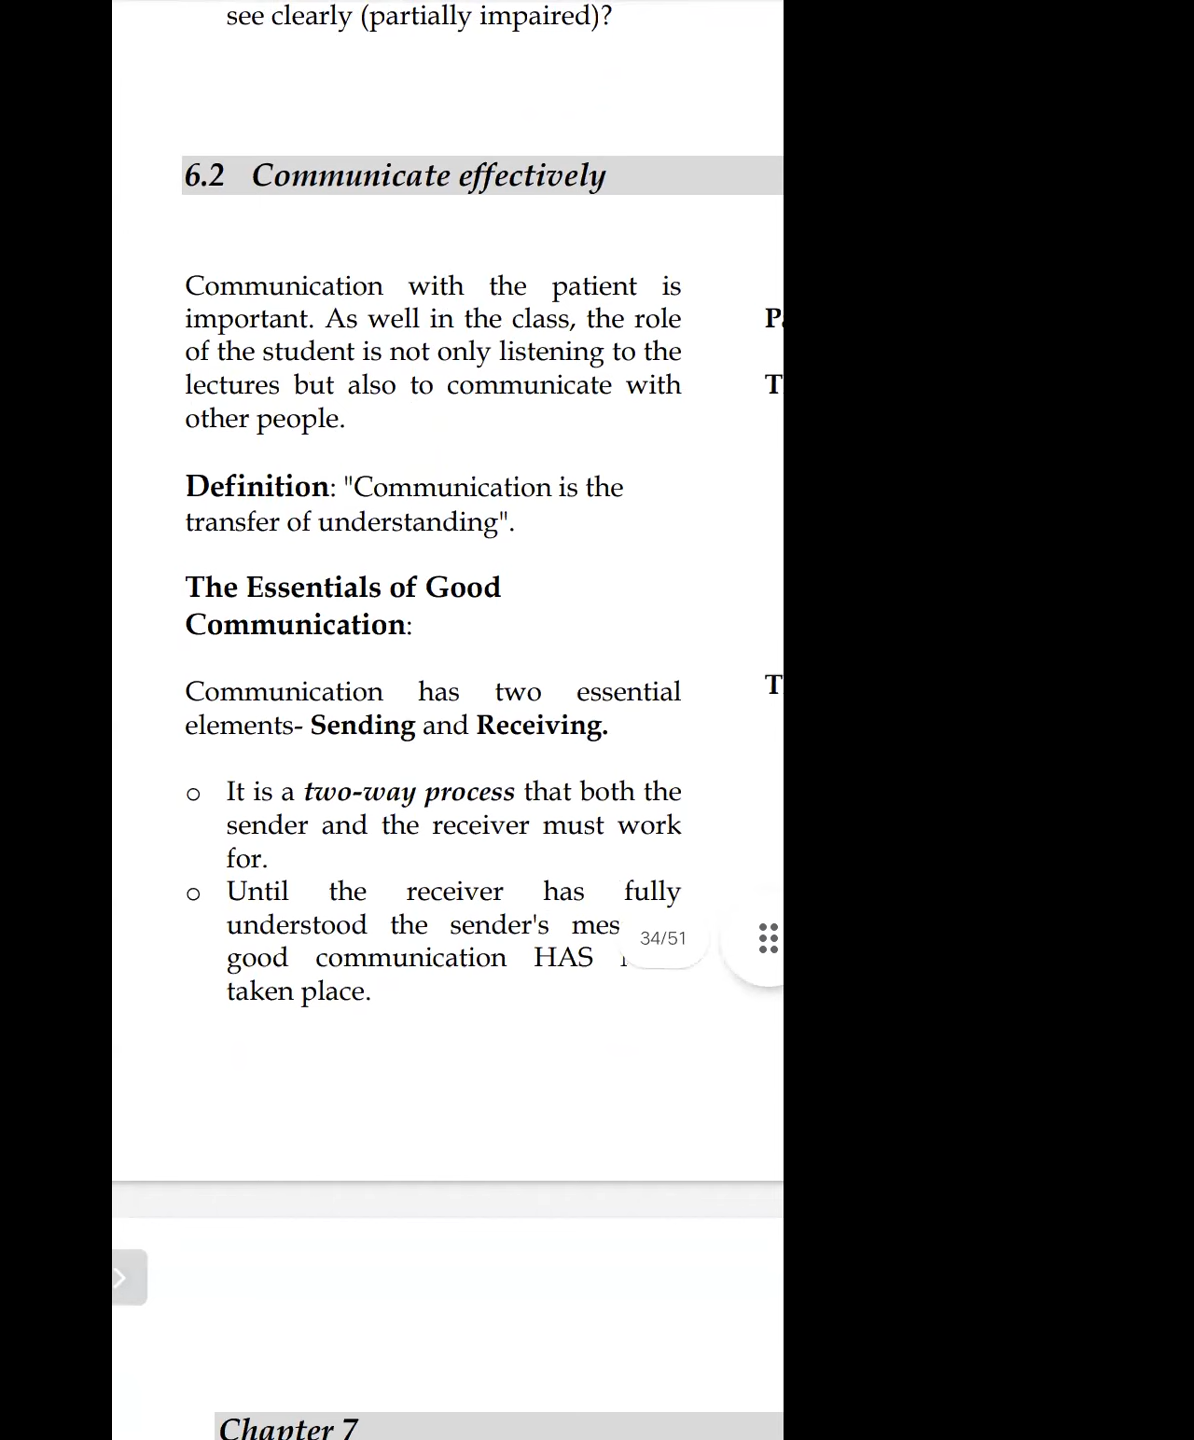 see clearly (partially impaired)?
6.2 Communicate effectively
Communication with the patient is
important. As well in the class, the role
of the student is not only listening to the
lectures but also to communicate with
other people.
Definition: "Communication is the
transfer of understanding".
The Essentials of Good
Communication:
Communication has two essential
elements- Sending and Receiving.
o It is a two-way process that both the
sender and the receiver must work
for.
o Until the receiver has fully
understood the sender's mes
good communication HAS
taken place.
34/51
P
T
T
Chapter 7